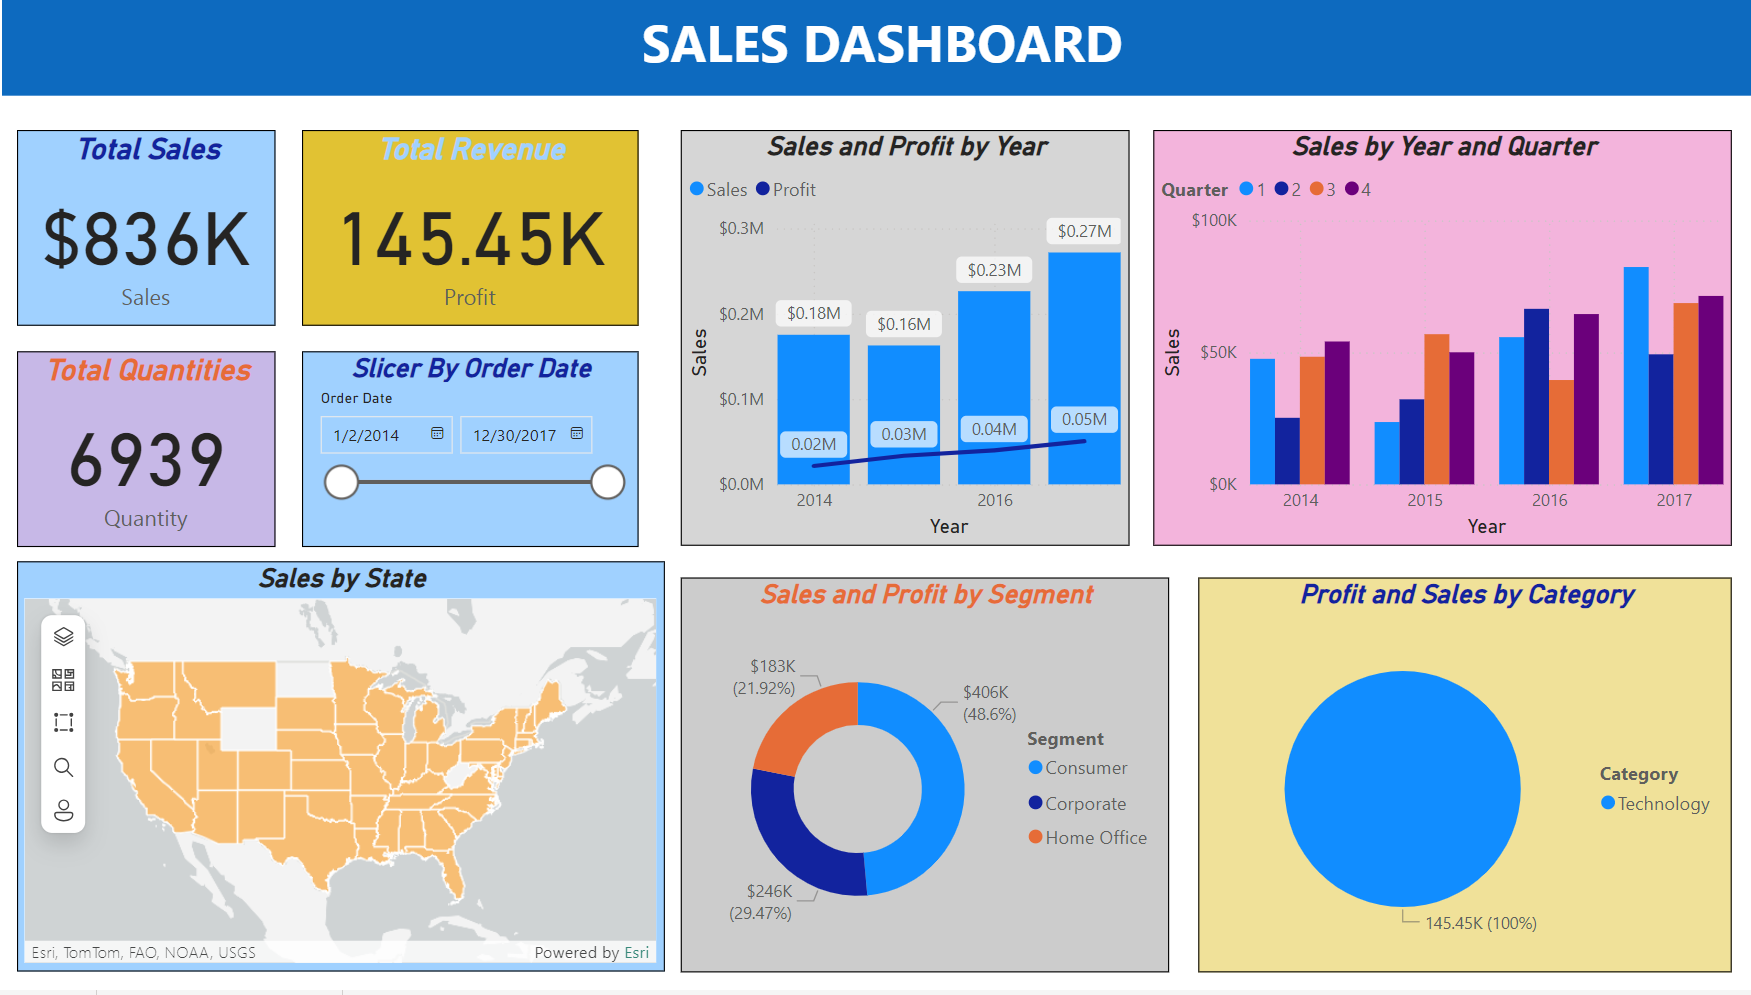 SALES DASHBOARD
Total Sales
$836K
Sales
Total Revenue
145.45K
Profit
Total Quantities
6939
Quantity
Slicer By Order Date
Order Date
1/2/2014
12/30/2017
Sales and Profit by Year
Sales Profit
$0.3M
$0.2M
$0.1M
$0.0M
Sales
$0.18M
$0.16M
$0.23M
$0.27M
0.02M
0.03M
0.04M
0.05M
2014
2016
Year
Sales by Year and Quarter
Quarter 1 2 3 4
$100K
$50K
$0K
Sales
2014
2015
2016
2017
Year
Sales by State
Esri, TomTom, FAO, NOAA, USGS
Powered by Esri
Sales and Profit by Segment
$183K
(21.92%)
$406K
(48.6%)
$246K
(29.47%)
Segment
Consumer
Corporate
Home Office
Profit and Sales by Category
145.45K (100%)
Category
Technology